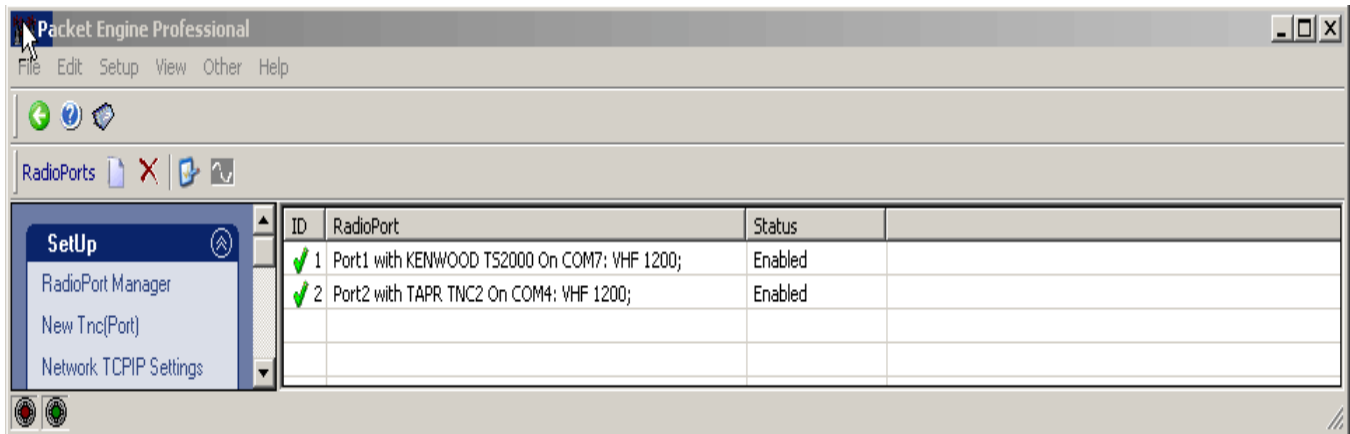 Packet Engine Professional
File Edit Setup View Other Help
RadioPorts
SetUp
RadioPort Manager
New Tnc(Port)
Network TCPIP Settings
ID RadioPort Status
1 Port1 with KENWOOD TS2000 On COM7: VHF 1200; Enabled
2 Port2 with TAPR TNC2 On COM4: VHF 1200; Enabled